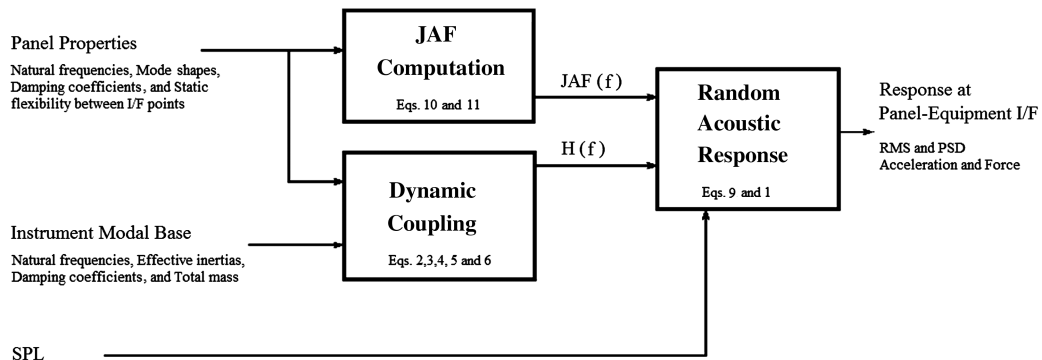 Panel Properties
Natural frequencies, Mode shapes,
Damping coefficients, and Static
flexibility between I/F points
JAF
Computation
Eqs. 10 and 11
JAF (f)
Dynamic
Coupling
Eqs. 2,3,4, 5 and 6
H (f)
Instrument Modal Base
Natural frequencies, Effective inertias,
Damping coefficients, and Total mass
SPL
Random
Acoustic
Response
Eqs. 9 and 1
Response at
Panel-Equipment I/F
RMS and PSD
Acceleration and Force